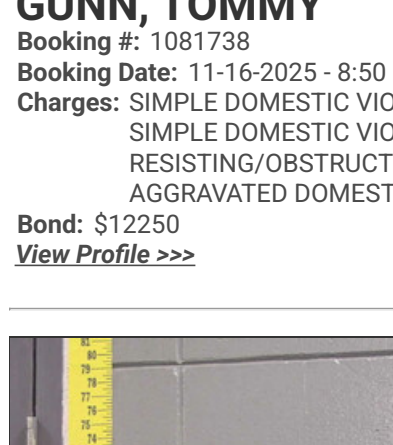 GUNN, TOMMY
Booking #: 1081738
Booking Date: 11-16-2025 - 8:50
Charges: SIMPLE DOMESTIC VIO
SIMPLE DOMESTIC VIO
RESISTING/OBSTRUCT
AGGRAVATED DOMEST
Bond: $12250
View Profile >>>
81
80
79
78
77
76
75
74